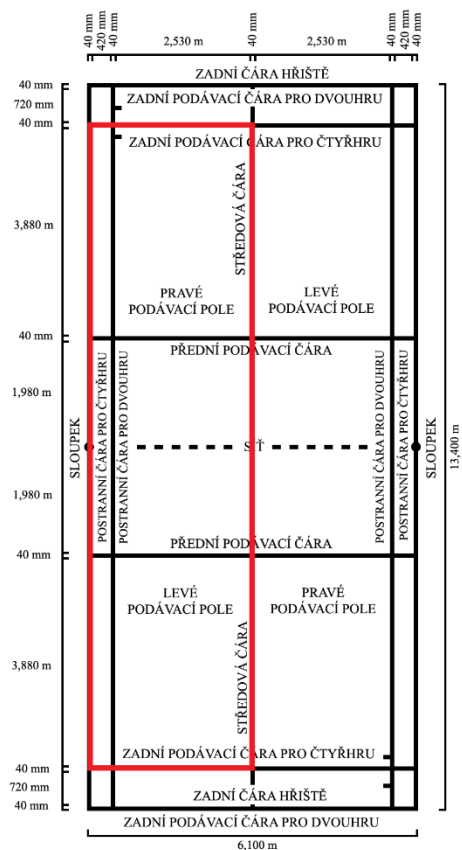 40 mm
420 mm
40 mm
2,530 m
40 mm
2,530 m
40 mm
420 mm
40 mm
ZADNÍ ČÁRA HŘIŠTĚ
40 mm
720 mm
ZADNÍ PODÁVACÍ ČÁRA PRO DVOUHRU
40 mm
ZADNÍ PODÁVACÍ ČÁRA PRO ČTYŘHRU
3,880 m
STŘEDOVÁ ČÁRA
PRAVÉ
PODÁVACÍ POLE
LEVÉ
PODÁVACÍ POLE
40 mm
PŘEDNÍ PODÁVACÍ ČÁRA
1,980 m
SLOUPEK
POSTRANNÍ ČÁRA PRO ČTYŘHRU
POSTRANNÍ ČÁRA PRO DVOUHRU
SÍŤ
POSTRANNÍ ČÁRA PRO DVOUHRU
POSTRANNÍ ČÁRA PRO ČTYŘHRU
SLOUPEK
13,400 m
1,980 m
40 mm
PŘEDNÍ PODÁVACÍ ČÁRA
LEVÉ
PODÁVACÍ POLE
PRAVÉ
PODÁVACÍ POLE
3,880 m
STŘEDOVÁ ČÁRA
ZADNÍ PODÁVACÍ ČÁRA PRO ČTYŘHRU
40 mm
720 mm
ZADNÍ ČÁRA HŘIŠTĚ
40 mm
ZADNÍ PODÁVACÍ ČÁRA PRO DVOUHRU
6,100 m